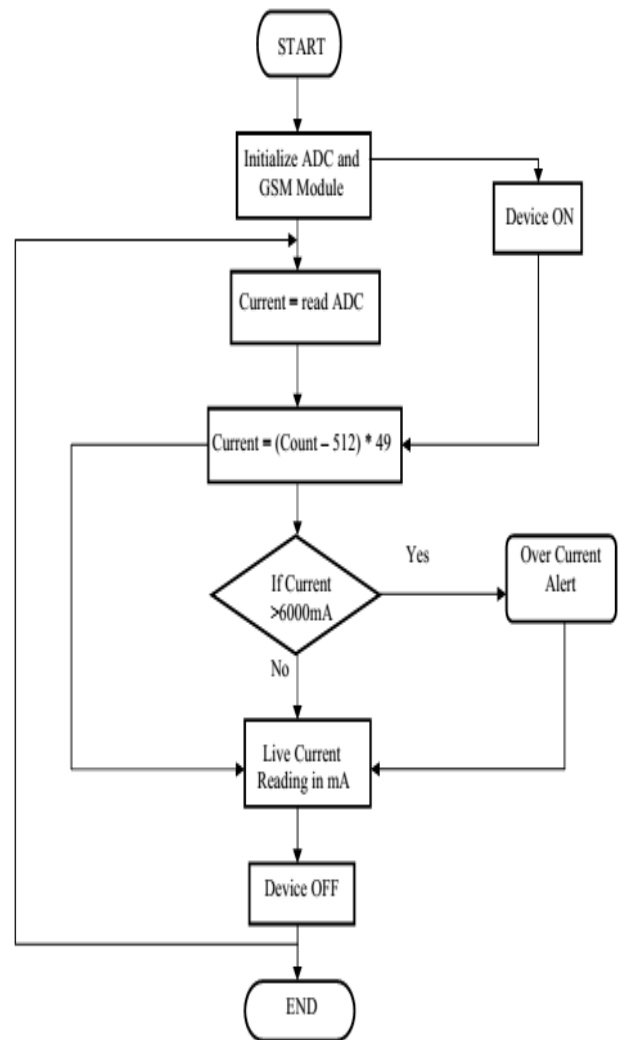 START
Initialize ADC and
GSM Module
Device ON
Current = read ADC
Current = (Count – 512) * 49
If Current
>6000mA
Yes
Over Current
Alert
No
Live Current
Reading in mA
Device OFF
END